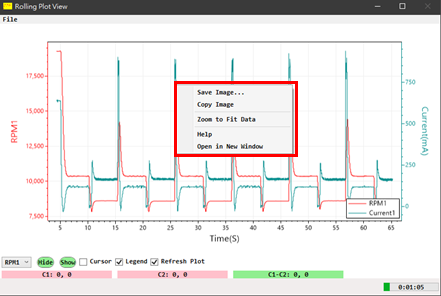 Rolling Plot View
File
17,500
15,000
12,500
10,000
7,500
RPM1
750
500
250
0
-250
Current(mA)
Save Image...
Copy Image
Zoom to Fit Data
Help
Open in New Window
RPM1
Current1
5 10 15 20 25 30 35 40 45 50 55 60 65
Time(S)
RPM1 Hide Show Cursor Legend Refresh Plot
C1: 0, 0 C2: 0, 0 C1-C2: 0, 0
0:01:05